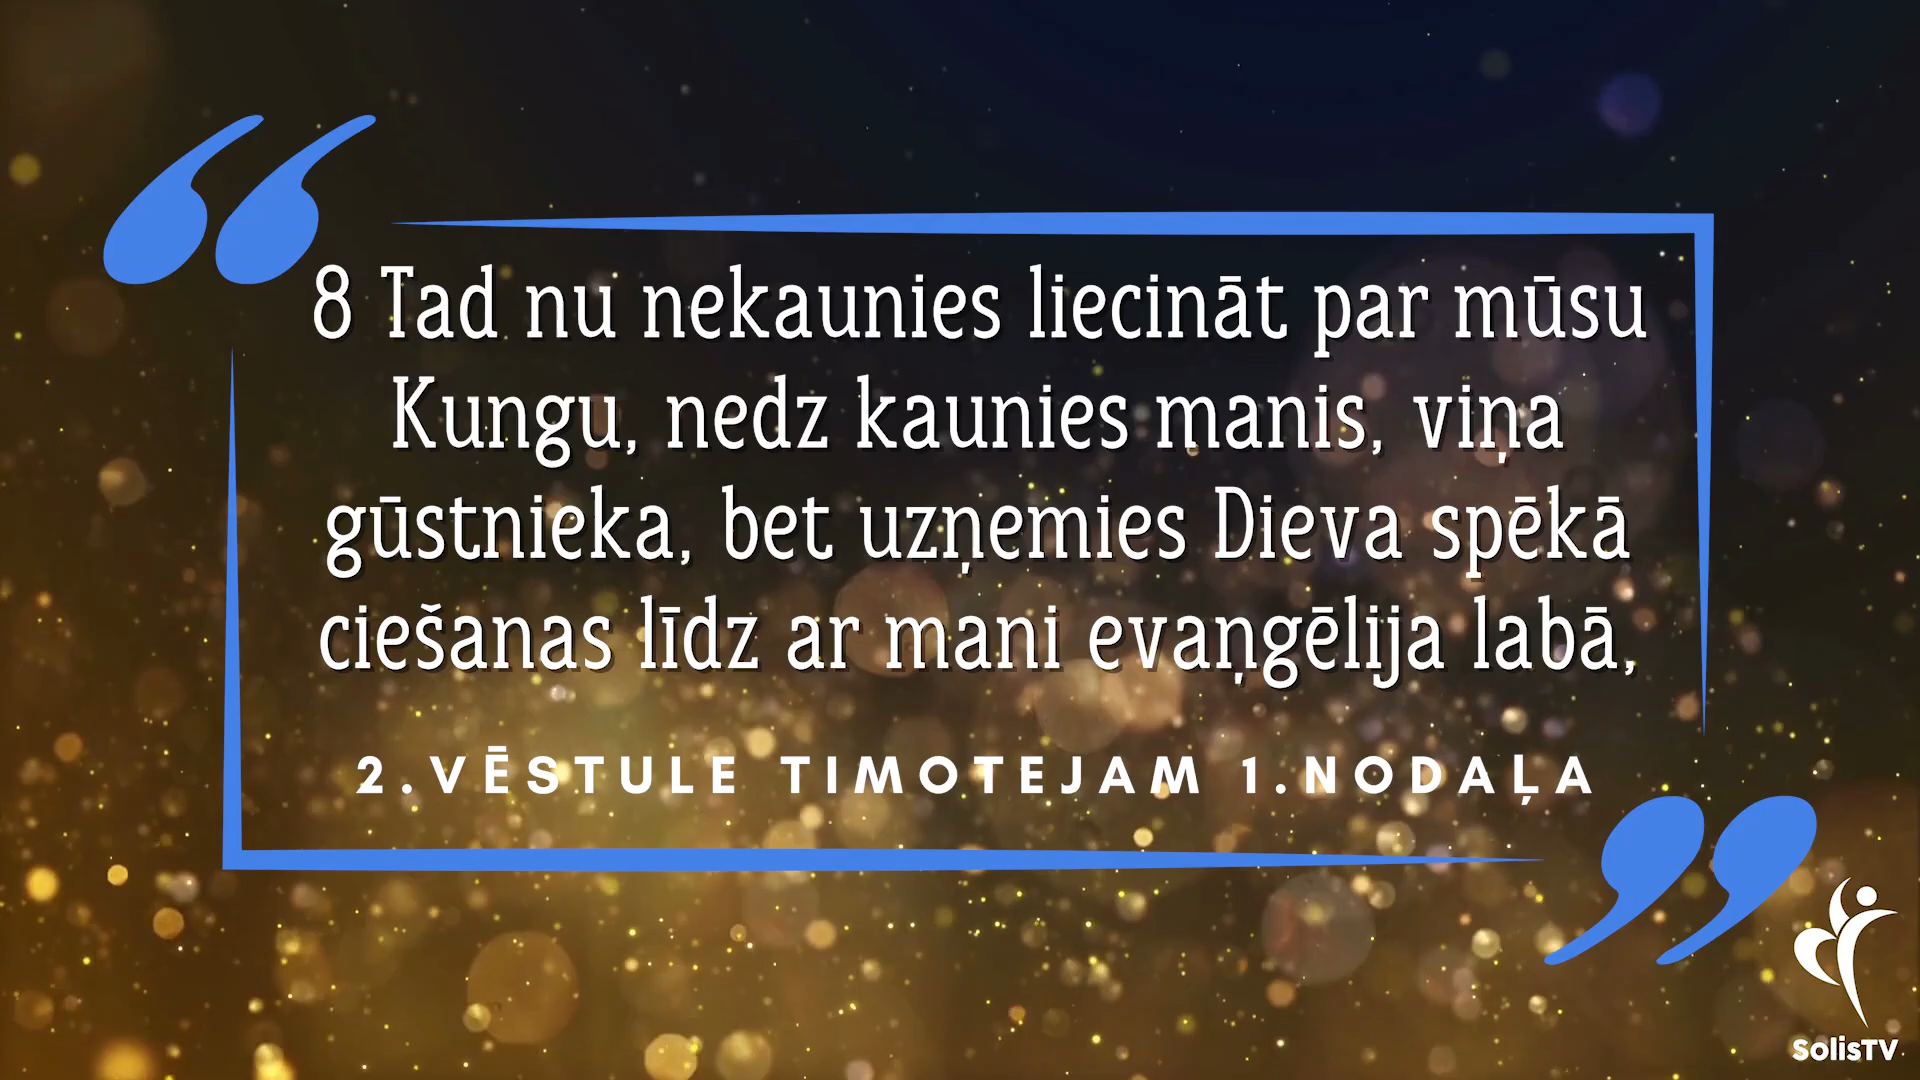 8 Tad nu nekaunies liecināt par mūsu
Kungu, nedz kaunies manis, viņa
gūstnieka, bet uzņemies Dieva spēkā
ciešanas līdz ar mani evaņgēlija labā,
2.VĒSTULE TIMOTEJAM 1.NODAĻA
SolisTV